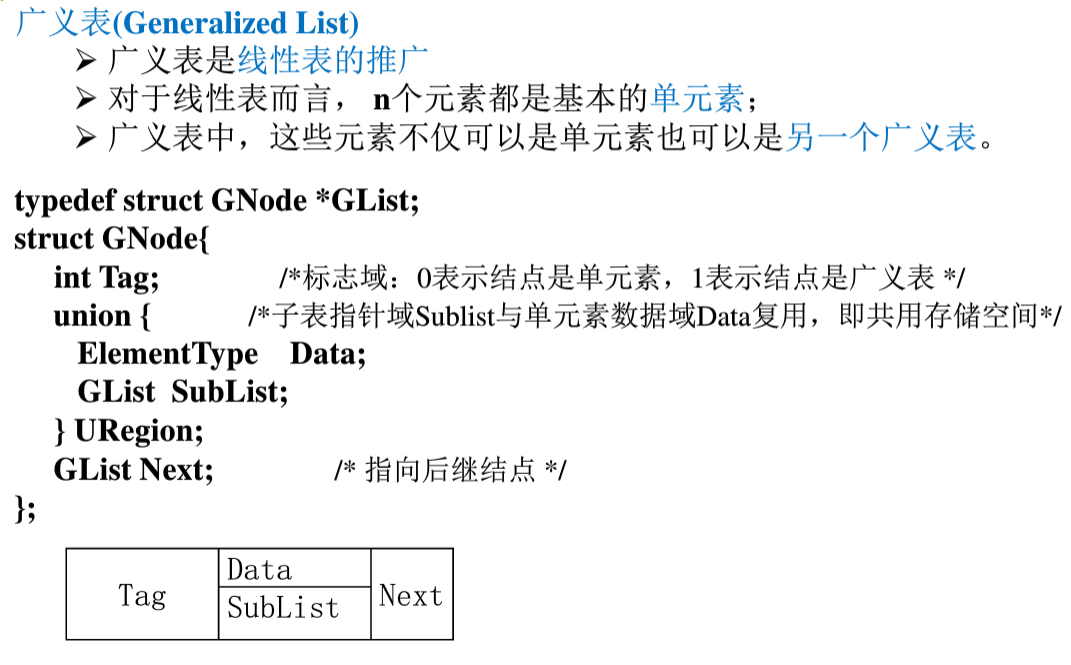 广义表(Generalized List)
➢ 广义表是线性表的推广
➢ 对于线性表而言， n个元素都是基本的单元素；
➢ 广义表中，这些元素不仅可以是单元素也可以是另一个广义表。
typedef struct GNode *GList;
struct GNode{
int Tag; /*标志域：0表示结点是单元素，1表示结点是广义表 */
union { /*子表指针域Sublist与单元素数据域Data复用，即共用存储空间*/
ElementType Data;
GList SubList;
} URegion;
GList Next; /* 指向后继结点 */
};
Data
Tag
Next
SubList